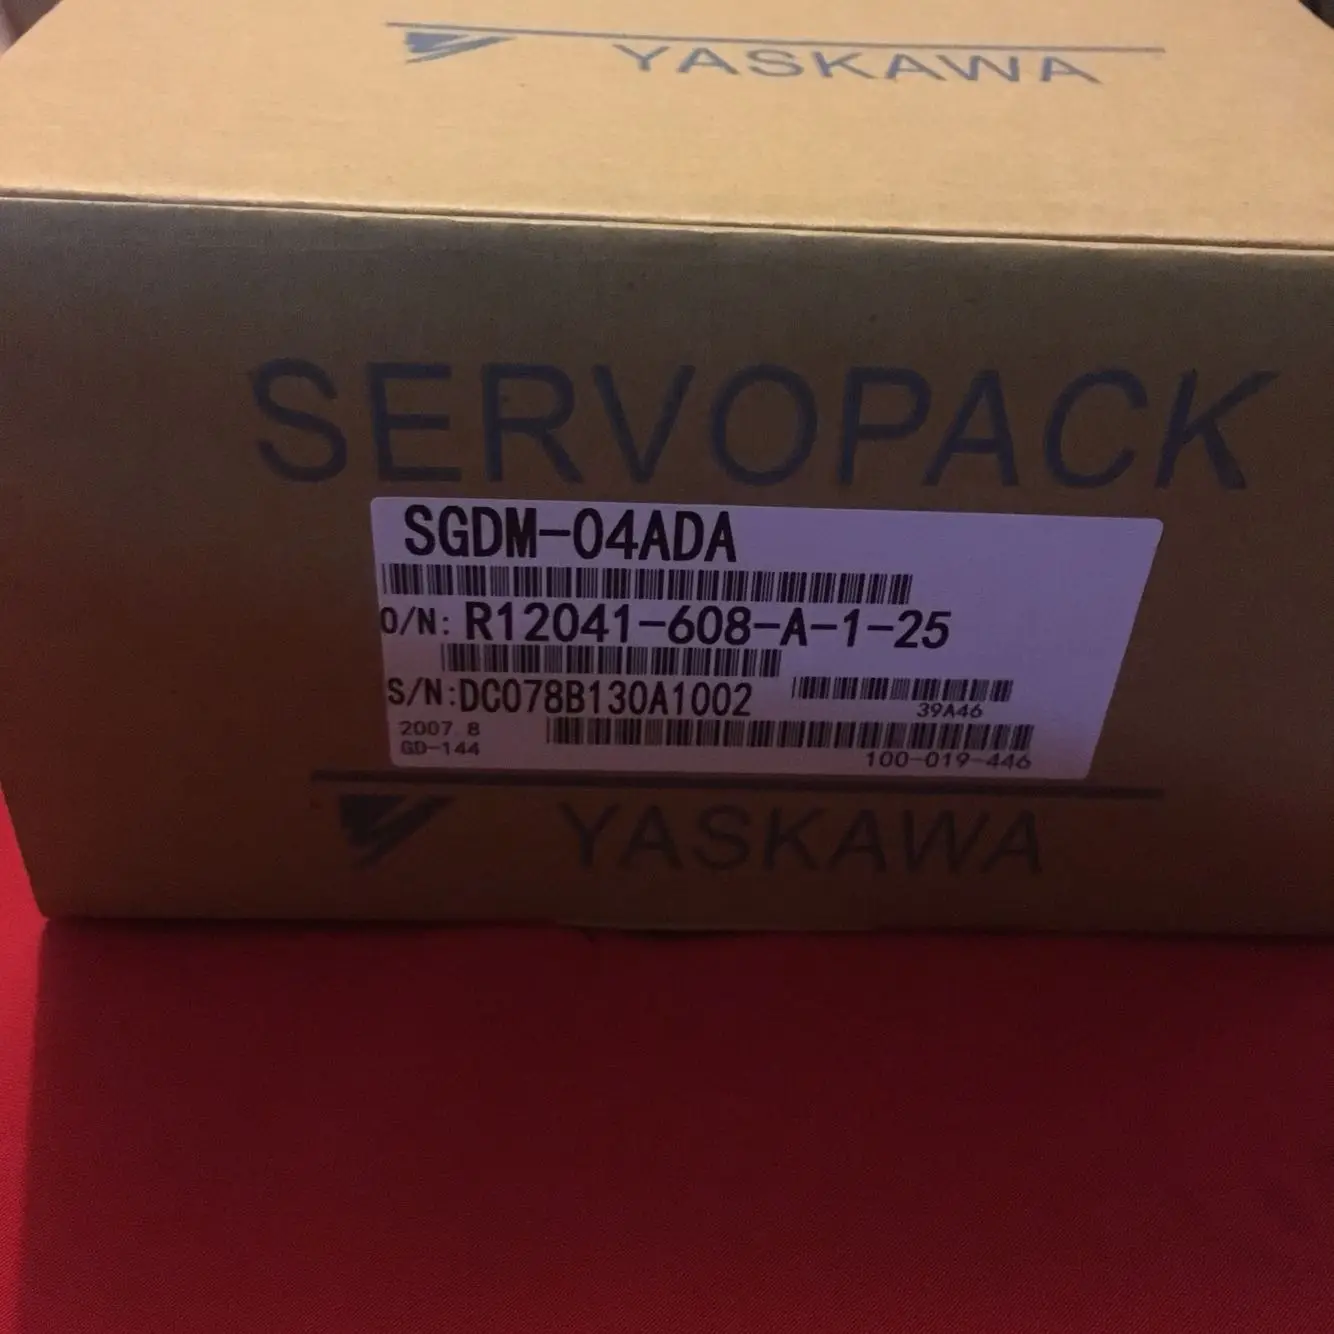 YASKAWA
SERVOPACK
SGDM-04ADA
O/N: R12041-608-A-1-25
S/N:DC078B130A1002
39A46
2007 8
GD-144
100-019-446
YASKAWA